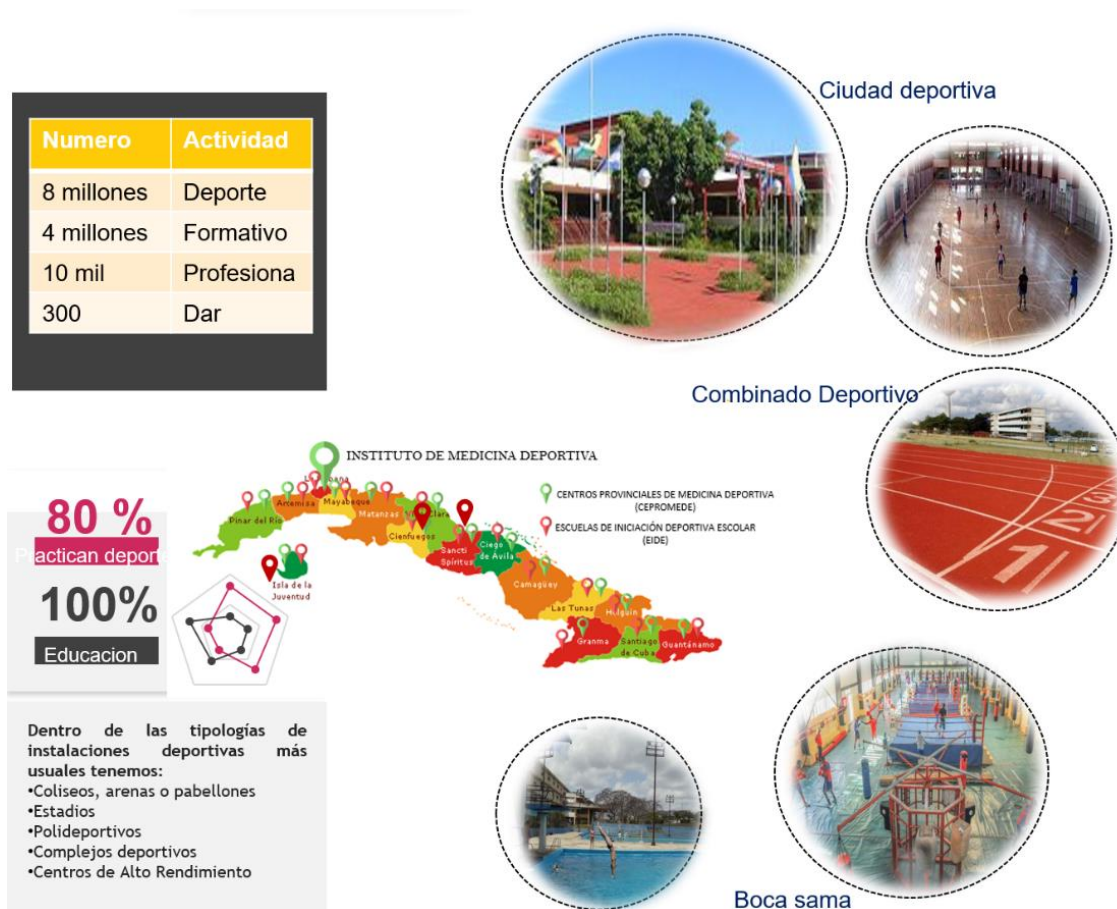 Ciudad deportiva
Numero Actividad
8 millones Deporte
4 millones Formativo
10 mil Profesiona
300 Dar
Combinado Deportivo
INSTITUTO DE MEDICINA DEPORTIVA
CENTROS PROVINCIALES DE MEDICINA DEPORTIVA
(CEPROMEDE)
ESCUELAS DE INICIACIÓN DEPORTIVA ESCOLAR
(EIDE)
80 %
Practican deporte
100%
Educacion
Pinar del Río
Artemisa
Mayabeque
Matanzas
Cienfuegos
Sancti
Spíritus
Ciego
de Ávila
Camagüey
Las Tunas
Holguín
Granma
Santiago
de Cuba
Guantánamo
Isla de la
Juventud
1
2
3
Dentro de las tipologías de
instalaciones deportivas más
usuales tenemos:
•Coliseos, arenas o pabellones
•Estadios
•Polideportivos
•Complejos deportivos
•Centros de Alto Rendimiento
Boca sama